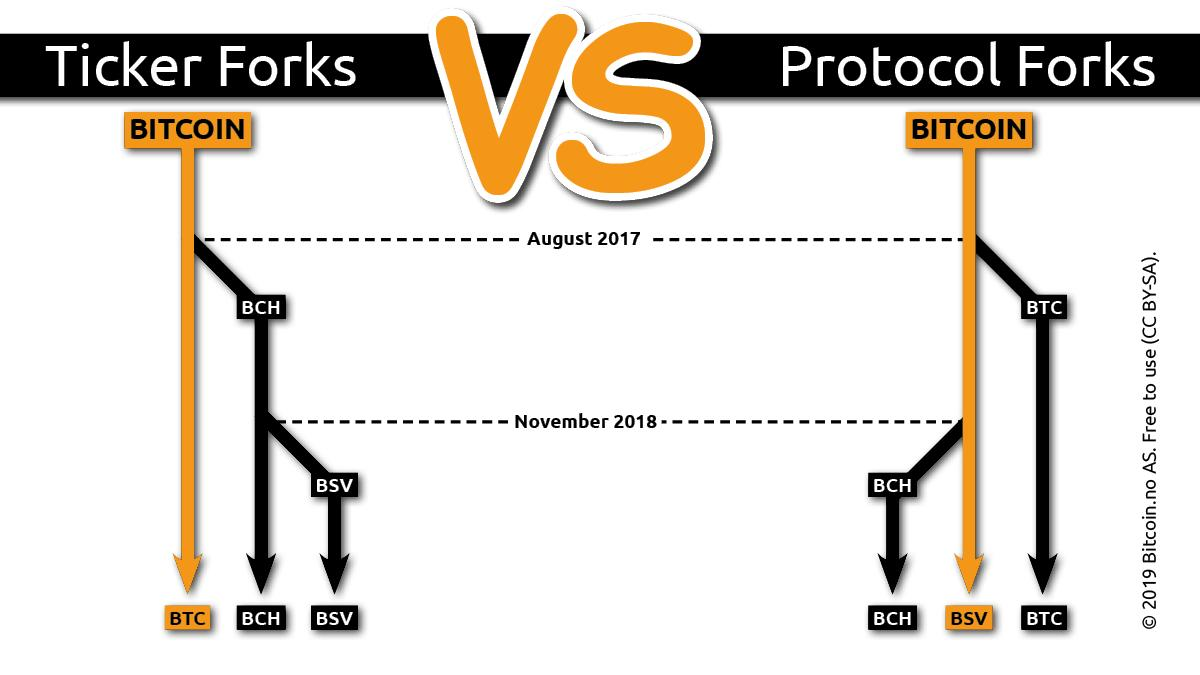 Ticker Forks
VS
Protocol Forks
BITCOIN
BITCOIN
August 2017
BCH
BTC
November 2018
BSV
BCH
BTC
BCH
BSV
BCH
BSV
BTC
© 2019 Bitcoin.no AS. Free to use (CC BY-SA).